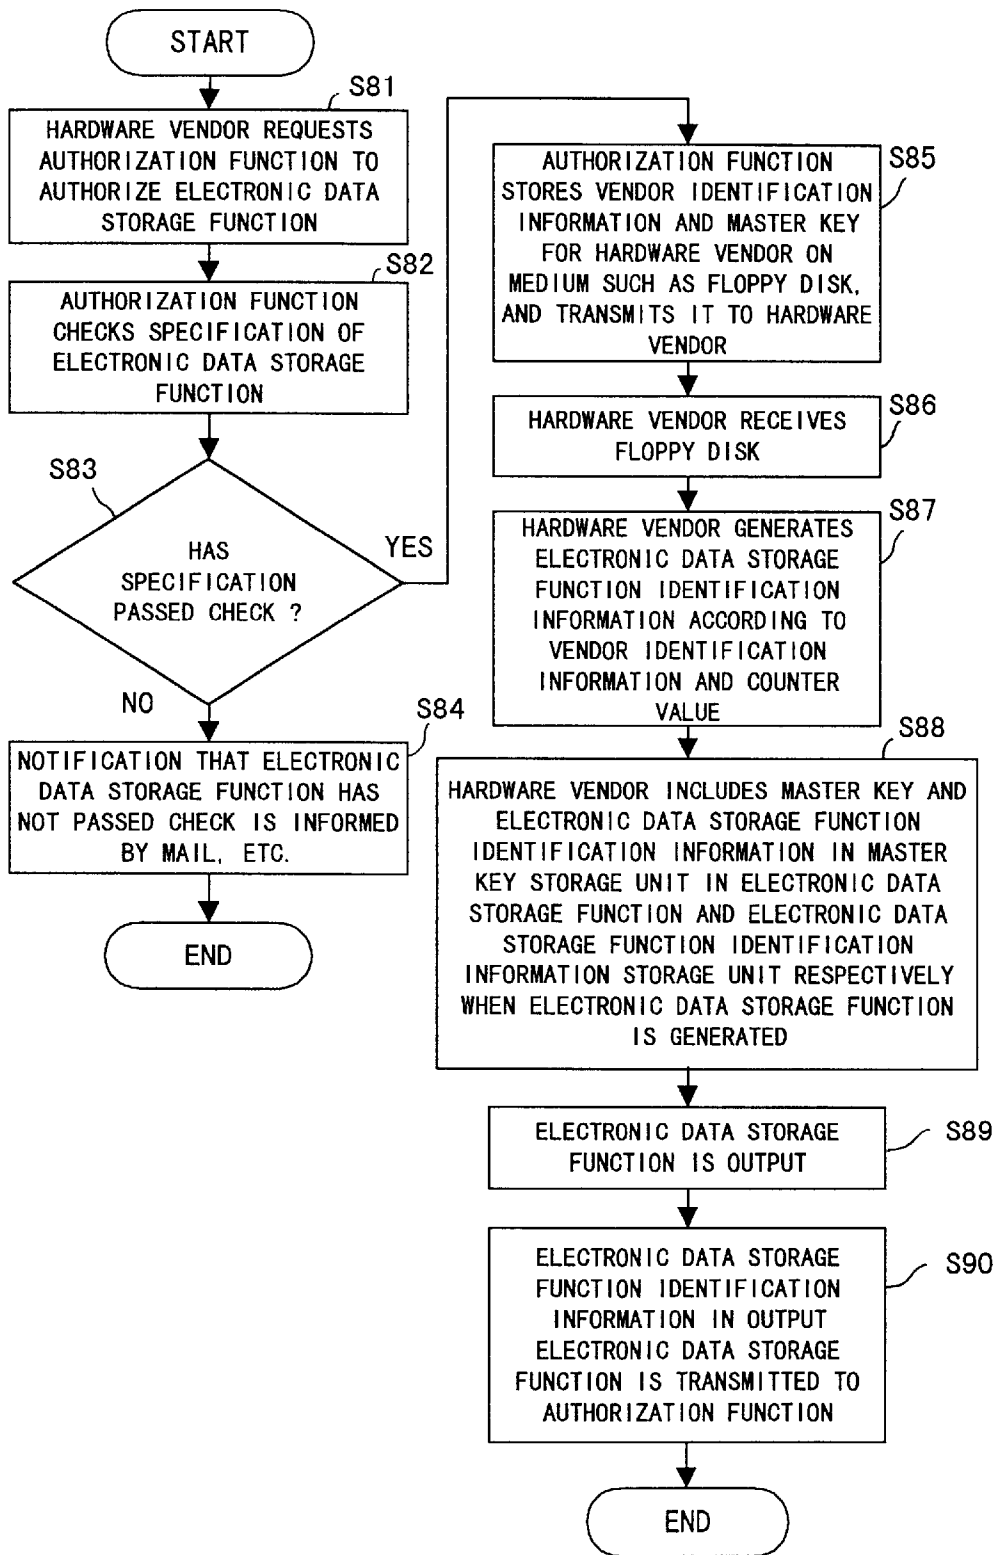 START
S81
HARDWARE VENDOR REQUESTS
AUTHORIZATION FUNCTION TO
AUTHORIZE ELECTRONIC DATA
STORAGE FUNCTION
S82
AUTHORIZATION FUNCTION
CHECKS SPECIFICATION OF
ELECTRONIC DATA STORAGE
FUNCTION
S83
HAS
SPECIFICATION
PASSED CHECK ?
YES
NO
S84
NOTIFICATION THAT ELECTRONIC
DATA STORAGE FUNCTION HAS
NOT PASSED CHECK IS INFORMED
BY MAIL, ETC.
END
S85
AUTHORIZATION FUNCTION
STORES VENDOR IDENTIFICATION
INFORMATION AND MASTER KEY
FOR HARDWARE VENDOR ON
MEDIUM SUCH AS FLOPPY DISK,
AND TRANSMITS IT TO HARDWARE
VENDOR
S86
HARDWARE VENDOR RECEIVES
FLOPPY DISK
S87
HARDWARE VENDOR GENERATES
ELECTRONIC DATA STORAGE
FUNCTION IDENTIFICATION
INFORMATION ACCORDING TO
VENDOR IDENTIFICATION
INFORMATION AND COUNTER
VALUE
S88
HARDWARE VENDOR INCLUDES MASTER KEY AND
ELECTRONIC DATA STORAGE FUNCTION
IDENTIFICATION INFORMATION IN MASTER
KEY STORAGE UNIT IN ELECTRONIC DATA
STORAGE FUNCTION AND ELECTRONIC DATA
STORAGE FUNCTION IDENTIFICATION
INFORMATION STORAGE UNIT RESPECTIVELY
WHEN ELECTRONIC DATA STORAGE FUNCTION
IS GENERATED
S89
ELECTRONIC DATA STORAGE
FUNCTION IS OUTPUT
S90
ELECTRONIC DATA STORAGE
FUNCTION IDENTIFICATION
INFORMATION IN OUTPUT
ELECTRONIC DATA STORAGE
FUNCTION IS TRANSMITTED TO
AUTHORIZATION FUNCTION
END